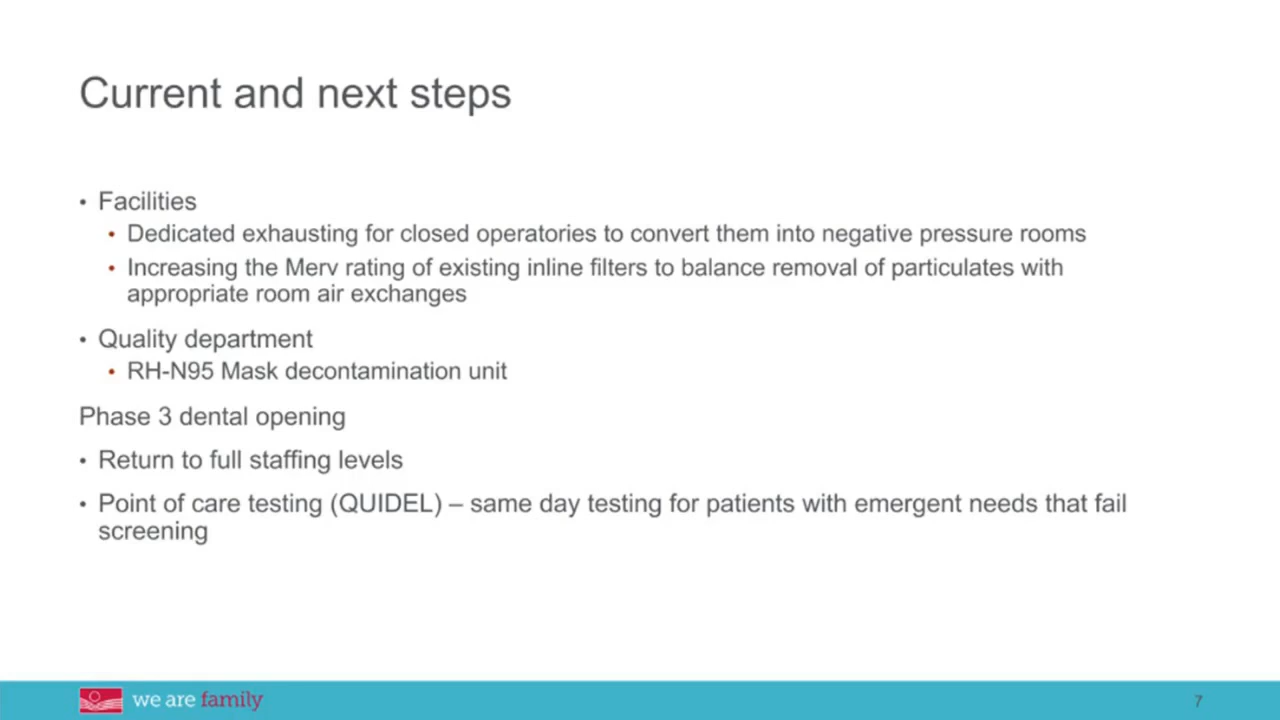 Current and next steps
• Facilities
• Dedicated exhausting for closed operatories to convert them into negative pressure rooms
• Increasing the Merv rating of existing inline filters to balance removal of particulates with
appropriate room air exchanges
• Quality department
• RH-N95 Mask decontamination unit
Phase 3 dental opening
• Return to full staffing levels
• Point of care testing (QUIDEL) – same day testing for patients with emergent needs that fail
screening
we are family
7